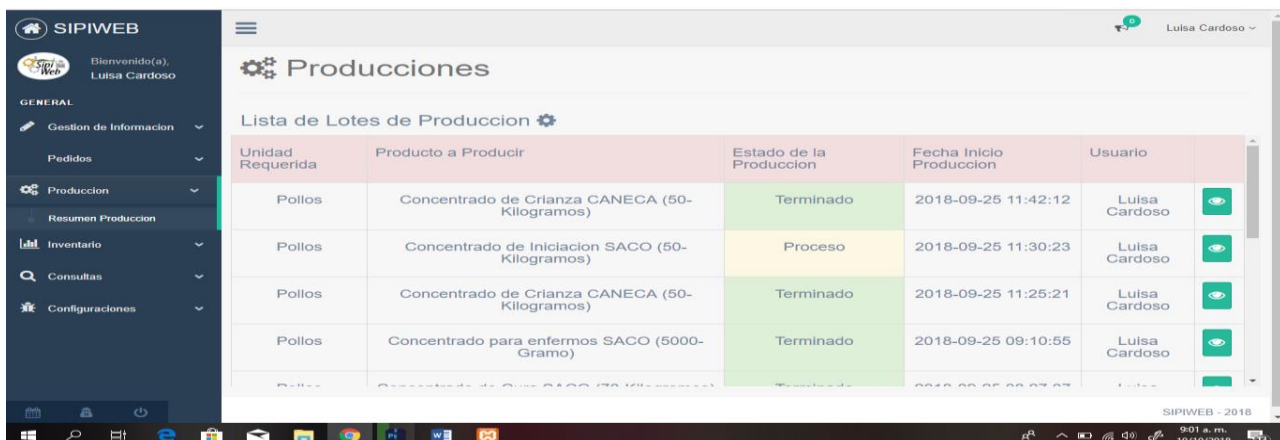 SIPIWEB
Luisa Cardoso
0
Sipi
Web
Bienvenido(a),
Luisa Cardoso
GENERAL
Gestion de Informacion
Pedidos
Produccion
Resumen Produccion
Inventario
Consultas
Configuraciones
Producciones
Lista de Lotes de Produccion
Unidad Requerida Producto a Producir Estado de la Produccion Fecha Inicio Produccion Usuario
Pollos Concentrado de Crianza CANECA (50-Kilogramos) Terminado 2018-09-25 11:42:12 Luisa Cardoso
Pollos Concentrado de Iniciacion SACO (50-Kilogramos) Proceso 2018-09-25 11:30:23 Luisa Cardoso
Pollos Concentrado de Crianza CANECA (50-Kilogramos) Terminado 2018-09-25 11:25:21 Luisa Cardoso
Pollos Concentrado para enfermos SACO (5000-Gramo) Terminado 2018-09-25 09:10:55 Luisa Cardoso
SIPIWEB - 2018
9:01 a. m.